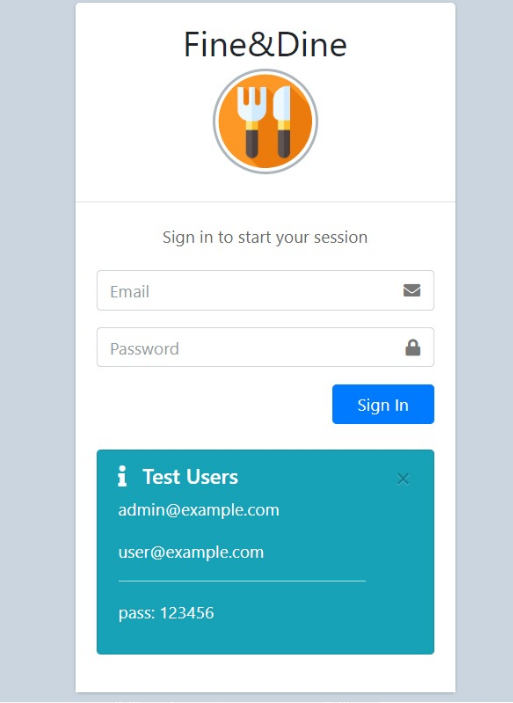 Fine&Dine
Sign in to start your session
Email
Password
Sign In
Test Users
×
admin@example.com
user@example.com
pass: 123456